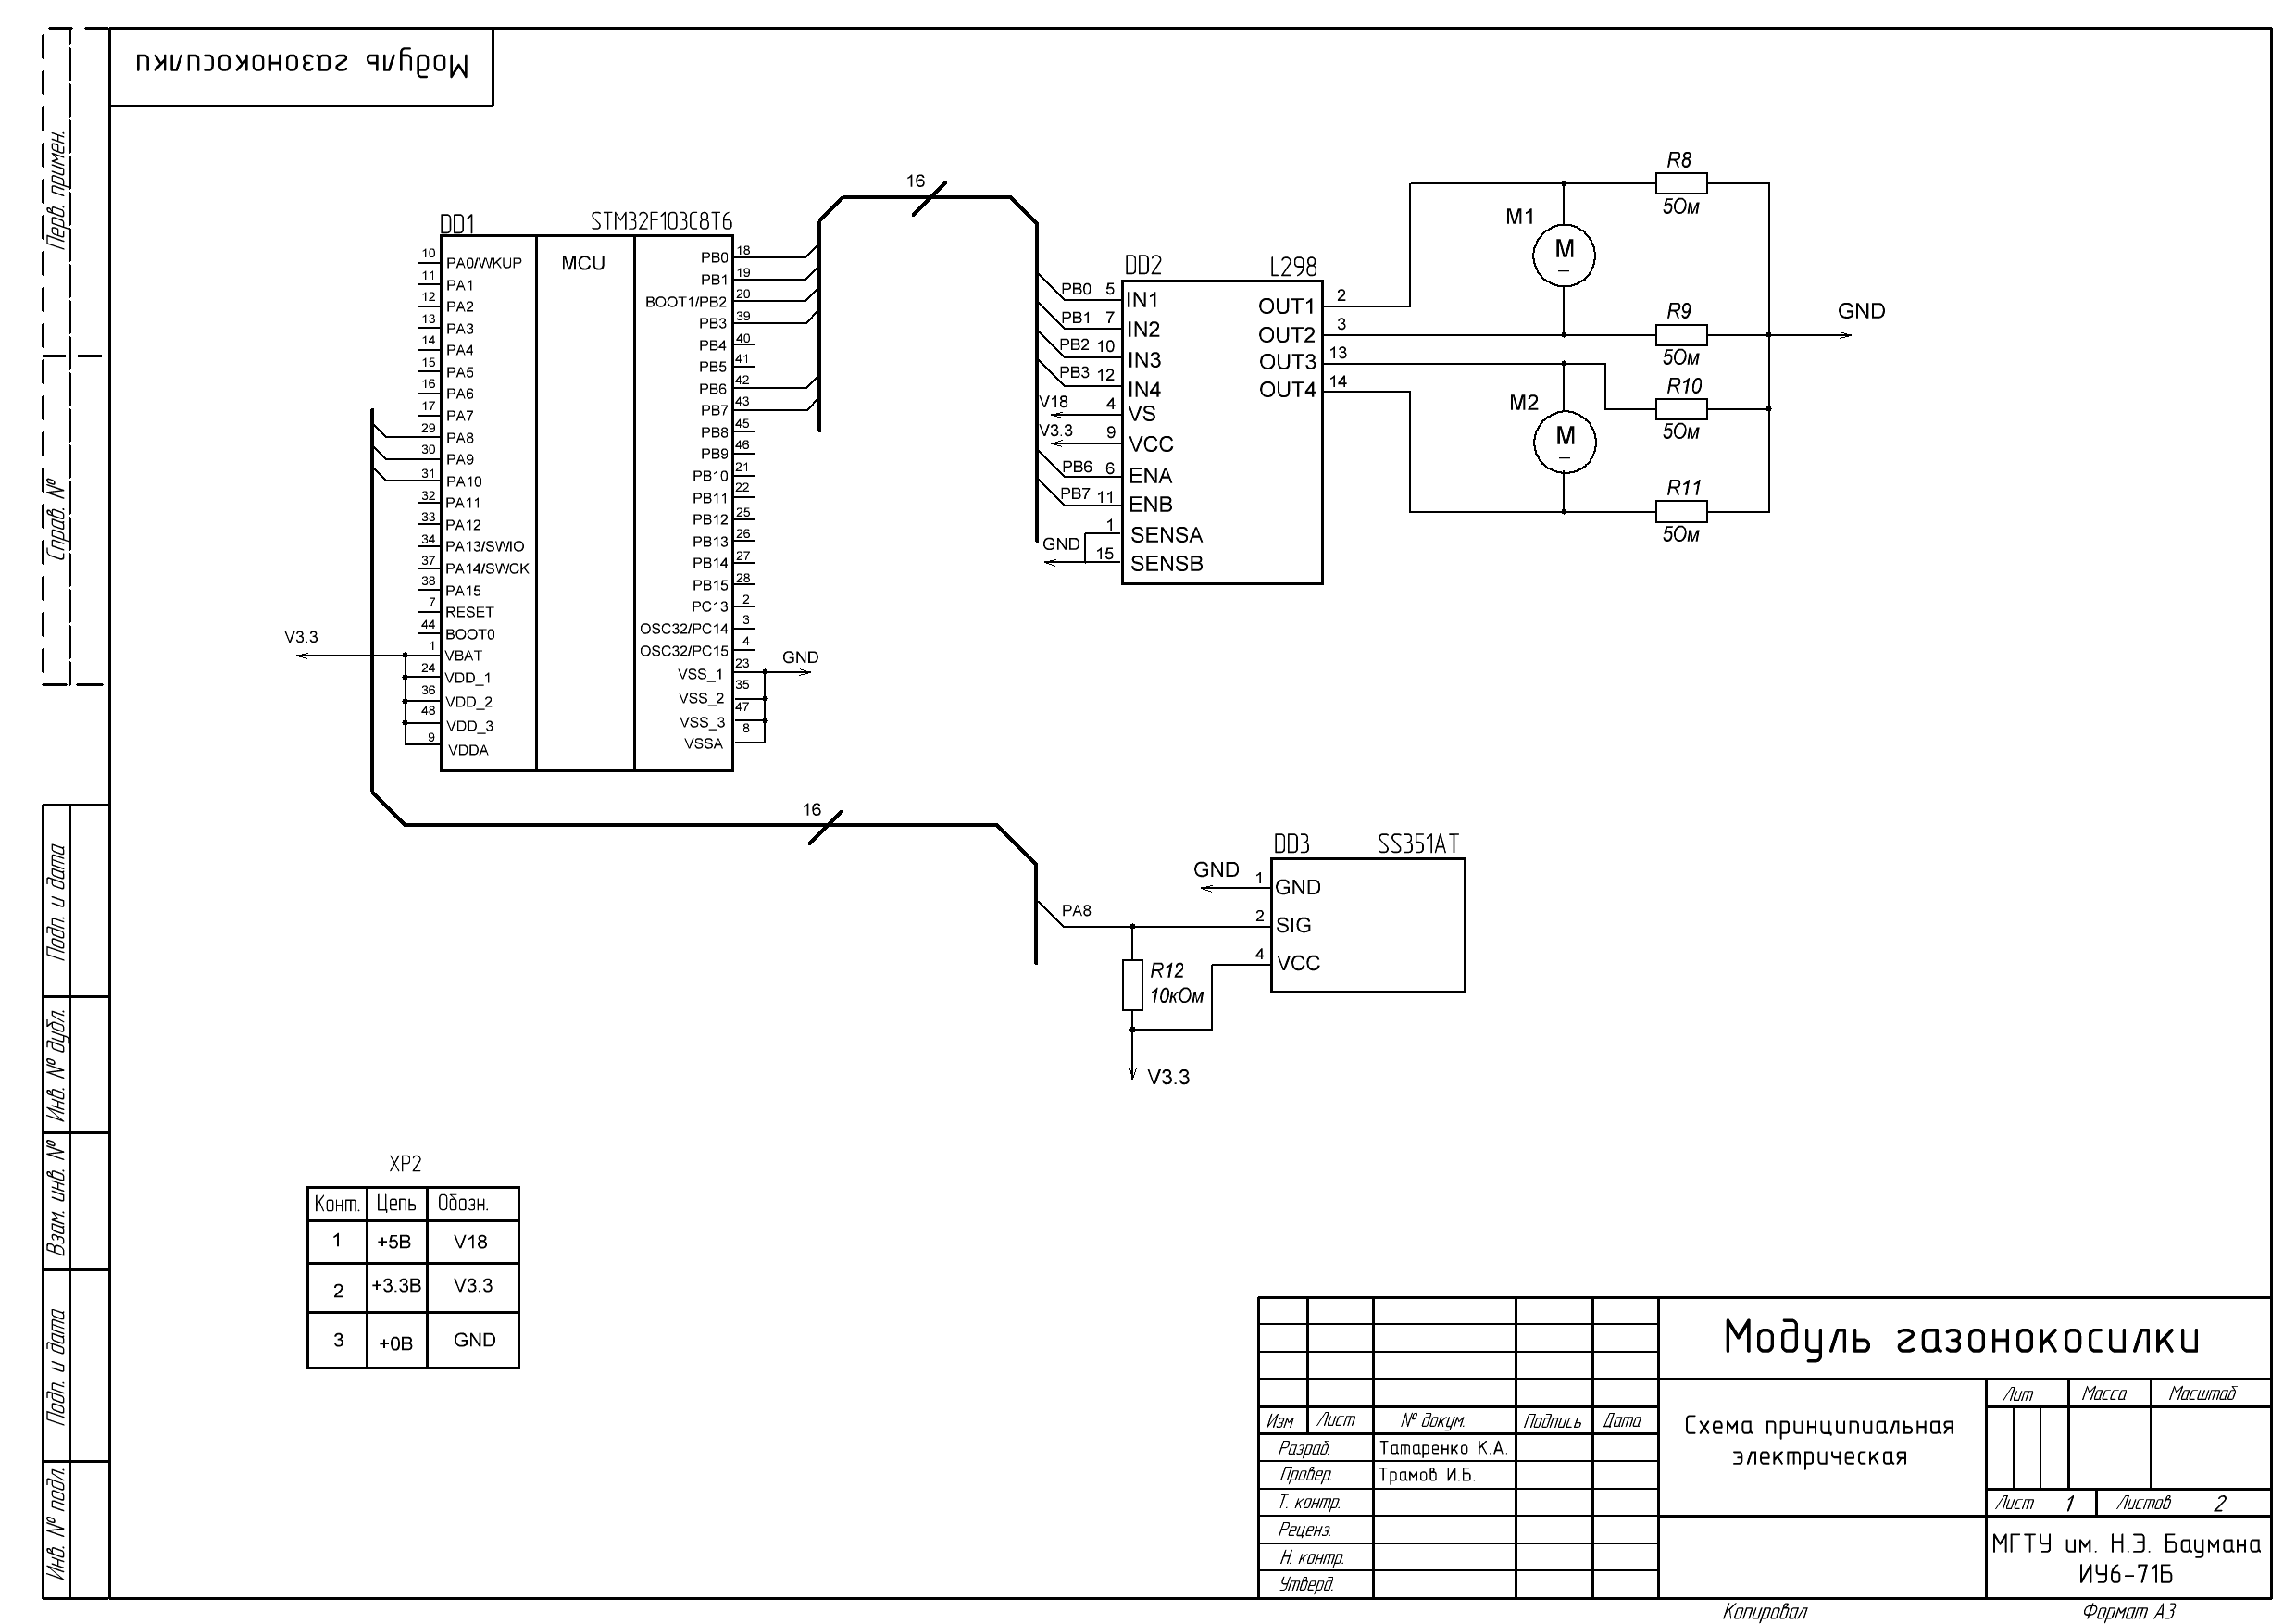 Модуль газонокосилки
Перв. примен.
Справ. №
Подп. и дата
Инв. № дубл.
Взам. инв. №
Подп. и дата
Инв. № подл.
DD1 STM32F103C8T6
MCU
10 PA0/WKUP
11 PA1
12 PA2
13 PA3
14 PA4
15 PA5
16 PA6
17 PA7
29 PA8
30 PA9
31 PA10
32 PA11
33 PA12
34 PA13/SWIO
37 PA14/SWCK
38 PA15
7 RESET
44 BOOT0
V3.3 1 VBAT
24 VDD_1
36 VDD_2
48 VDD_3
9 VDDA
PB0 18
PB1 19
BOOT1/PB2 20
PB3 39
PB4 40
PB5 41
PB6 42
PB7 43
PB8 45
PB9 46
PB10 21
PB11 22
PB12 25
PB13 26
PB14 27
PB15 28
PC13 2
OSC32/PC14 3
OSC32/PC15 4
VSS_1 23 GND
VSS_2 35
VSS_3 47
VSSA 8
16
DD2 L298
PB0 5 IN1
PB1 7 IN2
PB2 10 IN3
PB3 12 IN4
V18 4 VS
V3.3 9 VCC
PB6 6 ENA
PB7 11 ENB
1 SENSA
GND 15 SENSB
OUT1 2
OUT2 3
OUT3 13
OUT4 14
M1
M
M2
M
R8
5Ом
R9
5Ом
R10
5Ом
R11
5Ом
GND
16
DD3 SS351AT
GND 1 GND
PA8 2 SIG
4 VCC
R12
10кОм
V3.3
XP2
Конт. Цепь Обозн.
1 +5В V18
2 +3.3В V3.3
3 +0В GND
Модуль газонокосилки
Схема принципиальная
электрическая
Лит Масса Масштаб
Лист 1 Листов 2
МГТУ им. Н.Э. Баумана
ИУ6-71Б
Изм Лист № докум. Подпись Дата
Разраб. Татаренко К.А.
Провер. Трамов И.Б.
Т. контр.
Реценз.
Н. контр.
Утверд.
Копировал Формат А3